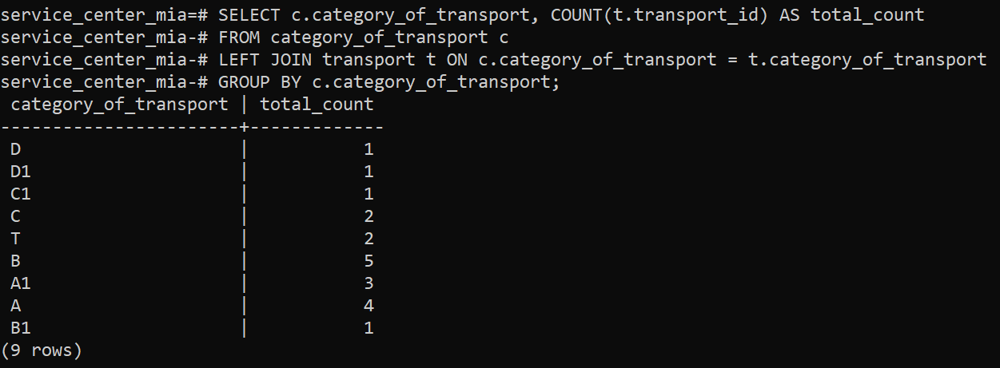 service_center_mia=# SELECT c.category_of_transport, COUNT(t.transport_id) AS total_count
service_center_mia-# FROM category_of_transport c
service_center_mia-# LEFT JOIN transport t ON c.category_of_transport = t.category_of_transport
service_center_mia-# GROUP BY c.category_of_transport;
 category_of_transport | total_count
-----------------------+-------------
 D                     |           1
 D1                    |           1
 C1                    |           1
 C                     |           2
 T                     |           2
 B                     |           5
 A1                    |           3
 A                     |           4
 B1                    |           1
(9 rows)